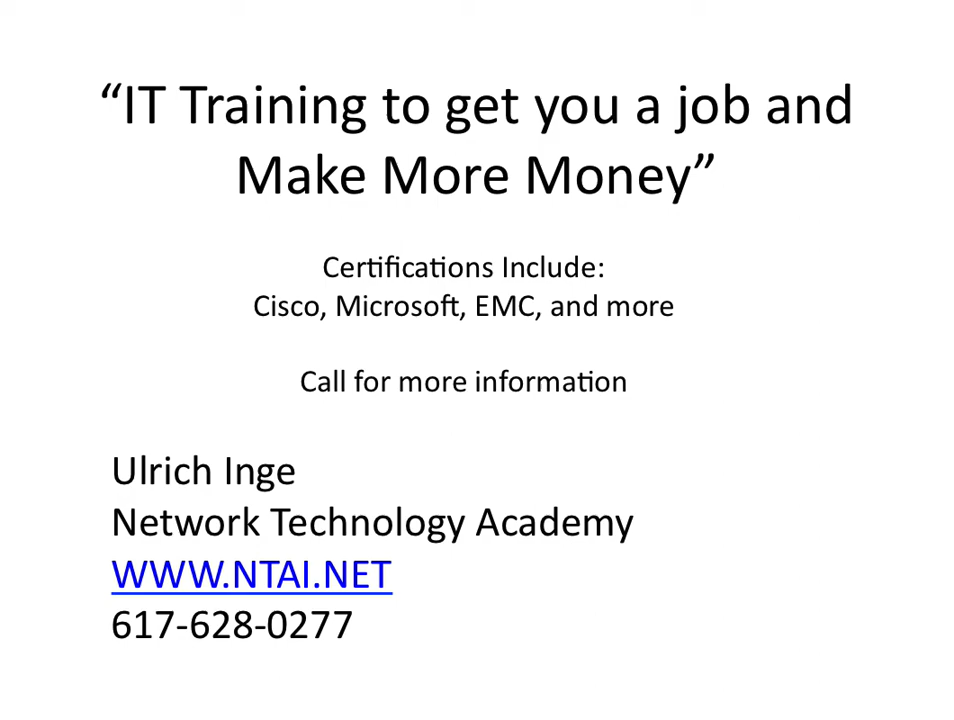 “IT Training to get you a job and
Make More Money”
Certifications Include:
Cisco, Microsoft, EMC, and more
Call for more information
Ulrich Inge
Network Technology Academy
WWW.NTAI.NET
617-628-0277